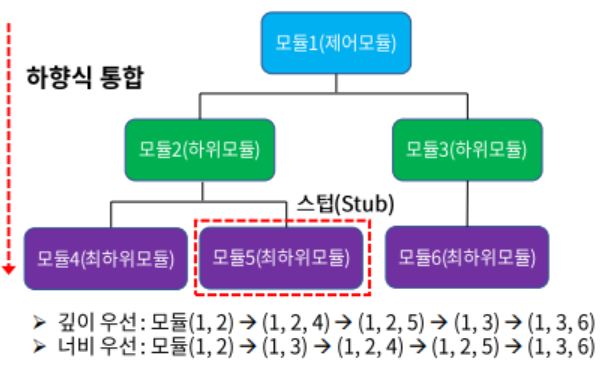 모듈1(제어모듈)
하향식 통합
모듈2(하위모듈)
모듈3(하위모듈)
스텁(Stub)
모듈4(최하위모듈)
모듈5(최하위모듈)
모듈6(최하위모듈)
➢ 깊이 우선 : 모듈(1, 2) → (1, 2, 4) → (1, 2, 5) → (1, 3) → (1, 3, 6)
➢ 너비 우선 : 모듈(1, 2) → (1, 3) → (1, 2, 4) → (1, 2, 5) → (1, 3, 6)